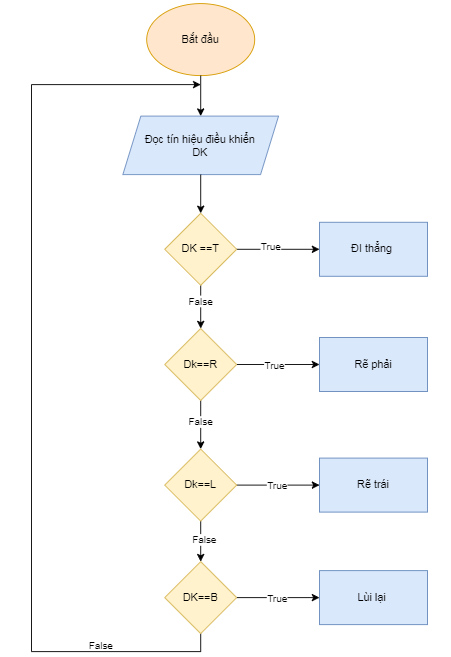 Bắt đầu
Đọc tín hiệu điều khiển
DK
DK ==T
True
ĐI thẳng
False
Dk==R
True
Rẽ phải
False
Dk==L
True
Rẽ trái
False
DK==B
True
Lùi lại
False